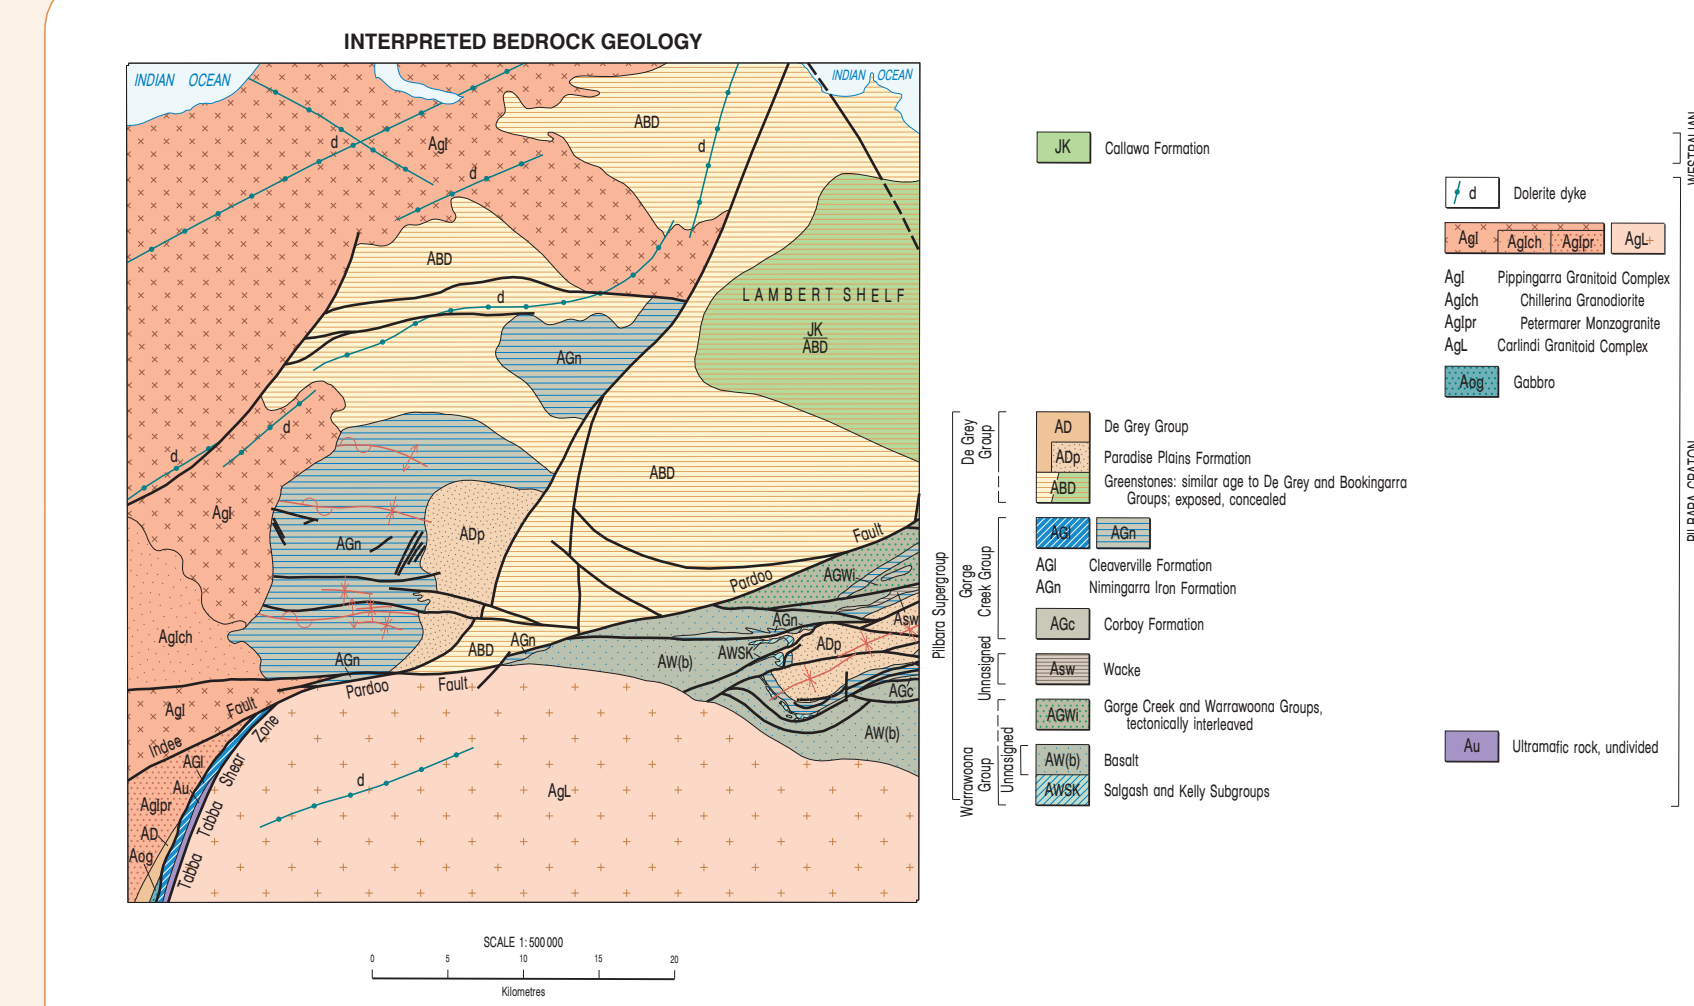 INTERPRETED BEDROCK GEOLOGY
INDIAN OCEAN
INDIAN OCEAN
ABD
d
AgI
d
d
ABD
d
LAMBERT SHELF
JK
ABD
AGn
d
d
ABD
AgI
AGn
ADp
Fault
Pardoo
AGWi
AGn
Asw
AgIch
ABD
AGn
AW(b)
AWSK
ADp
AGn
Pardoo Fault
AGc
AgI
Fault
Indee
AW(b)
AGI
Au
AgIpr
AD
Aog
Tabba Tabba Shear Zone
d
AgL
SCALE 1:500 000
0 5 10 15 20
Kilometres
JK Callawa Formation
Pilbara Supergroup
De Grey Group
AD De Grey Group
ADp Paradise Plains Formation
ABD Greenstones: similar age to De Grey and Bookingarra
Groups; exposed, concealed
Gorge Creek Group
AGI AGn
AGI Cleaverville Formation
AGn Nimingarra Iron Formation
AGc Corboy Formation
Unnasigned
Asw Wacke
AGWi Gorge Creek and Warrawoona Groups,
tectonically interleaved
Warrawoona Group
Unnasigned
AW(b) Basalt
AWSK Salgash and Kelly Subgroups
d Dolerite dyke
AgI AgIch AgIpr AgL
AgI Pippingarra Granitoid Complex
AgIch Chillerina Granodiorite
AgIpr Petermarer Monzogranite
AgL Carlindi Granitoid Complex
Aog Gabbro
Au Ultramafic rock, undivided